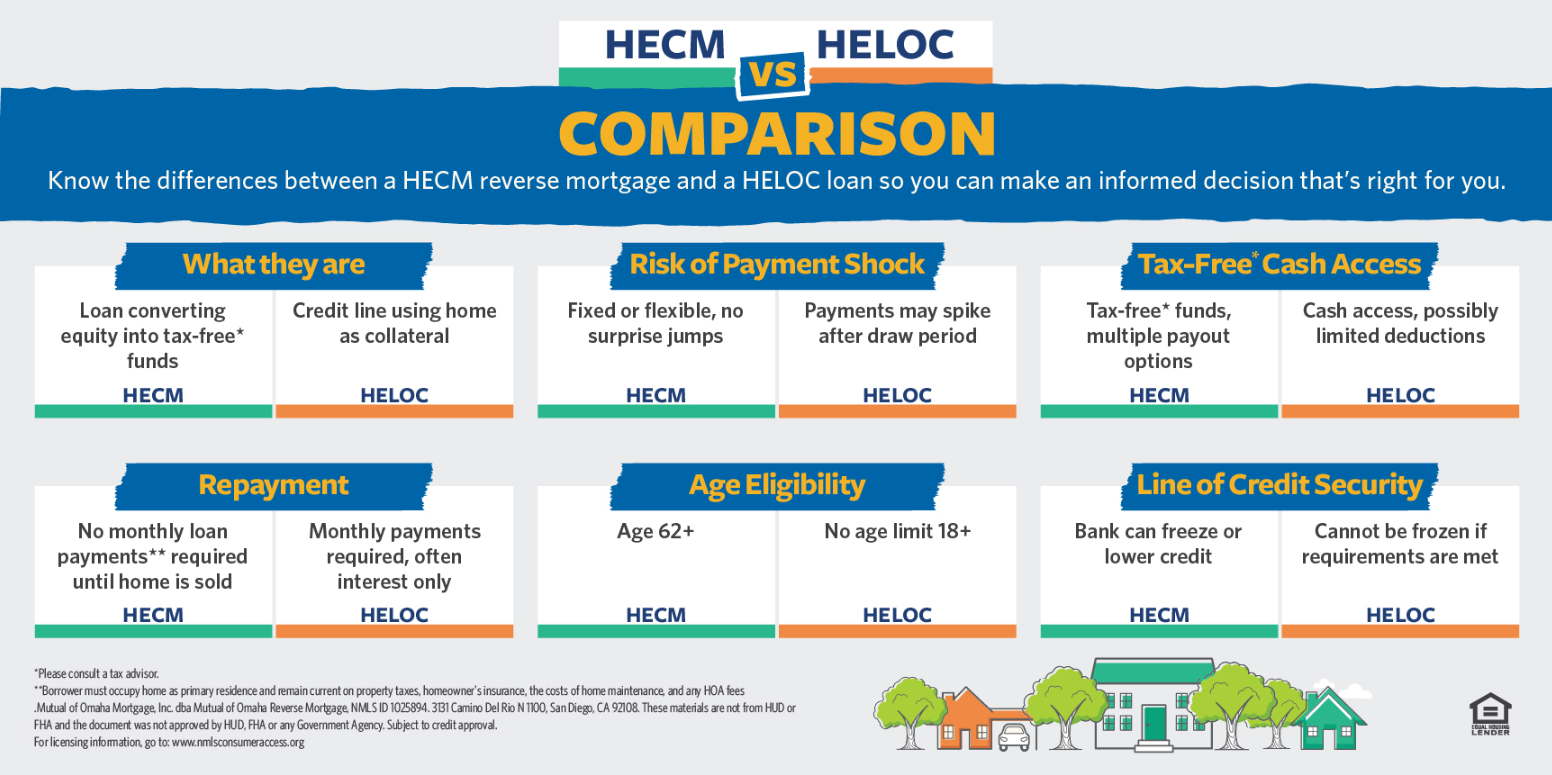 HECM VS HELOC
COMPARISON
Know the differences between a HECM reverse mortgage and a HELOC loan so you can make an informed decision that's right for you.
What they are
Loan converting
equity into tax-free*
funds
HECM
Credit line using home
as collateral
HELOC
Risk of Payment Shock
Fixed or flexible, no
surprise jumps
HECM
Payments may spike
after draw period
HELOC
Tax-Free* Cash Access
Tax-free* funds,
multiple payout
options
HECM
Cash access, possibly
limited deductions
HELOC
Repayment
No monthly loan
payments** required
until home is sold
HECM
Monthly payments
required, often
interest only
HELOC
Age Eligibility
Age 62+
HECM
No age limit 18+
HELOC
Line of Credit Security
Bank can freeze or
lower credit
HECM
Cannot be frozen if
requirements are met
HELOC
*Please consult a tax advisor.
**Borrower must occupy home as primary residence and remain current on property taxes, homeowner's insurance, the costs of home maintenance, and any HOA fees
.Mutual of Omaha Mortgage, Inc. dba Mutual of Omaha Reverse Mortgage, NMLS ID 1025894. 3131 Camino Del Rio N 1100, San Diego, CA 92108. These materials are not from HUD or
FHA and the document was not approved by HUD, FHA or any Government Agency. Subject to credit approval.
For licensing information, go to: www.nmlsconsumeraccess.org
EQUAL HOUSING
LENDER